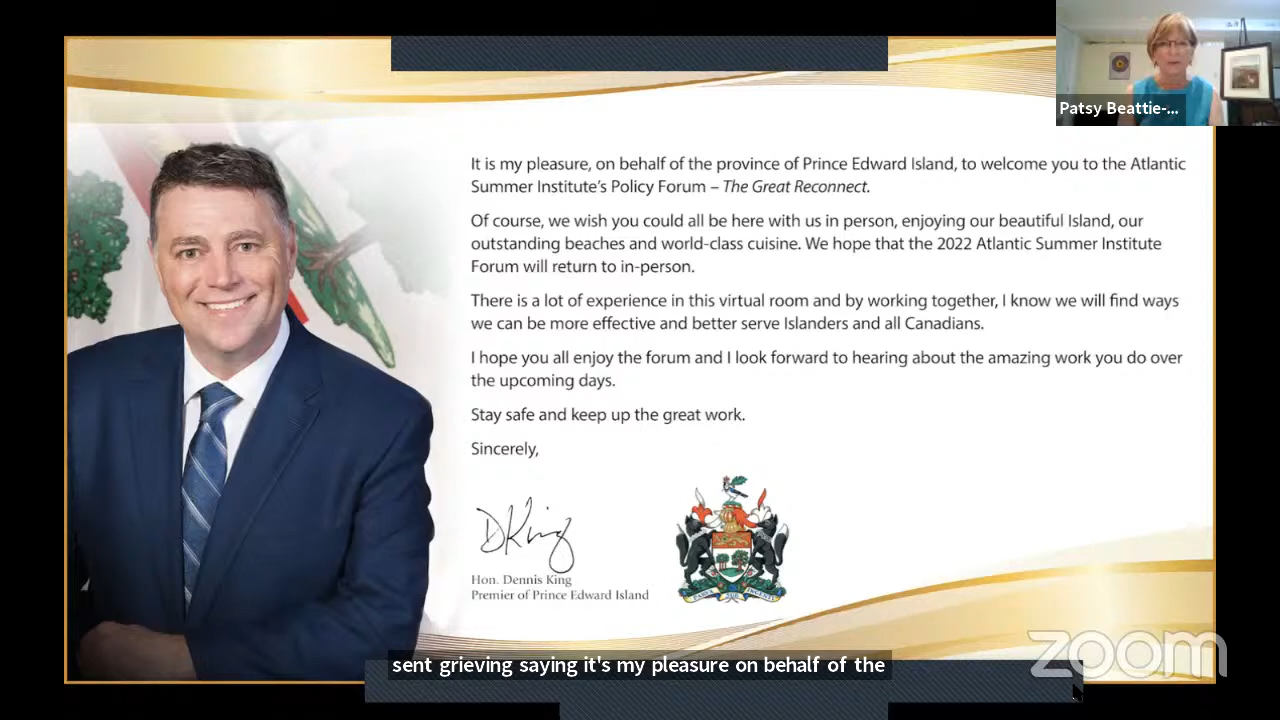 Patsy Beattie-...
It is my pleasure, on behalf of the province of Prince Edward Island, to welcome you to the Atlantic
Summer Institute's Policy Forum – The Great Reconnect.
Of course, we wish you could all be here with us in person, enjoying our beautiful Island, our
outstanding beaches and world-class cuisine. We hope that the 2022 Atlantic Summer Institute
Forum will return to in-person.
There is a lot of experience in this virtual room and by working together, I know we will find ways
we can be more effective and better serve Islanders and all Canadians.
I hope you all enjoy the forum and I look forward to hearing about the amazing work you do over
the upcoming days.
Stay safe and keep up the great work.
Sincerely,
DKing
Hon. Dennis King
Premier of Prince Edward Island
zoom
sent grieving saying it's my pleasure on behalf of the